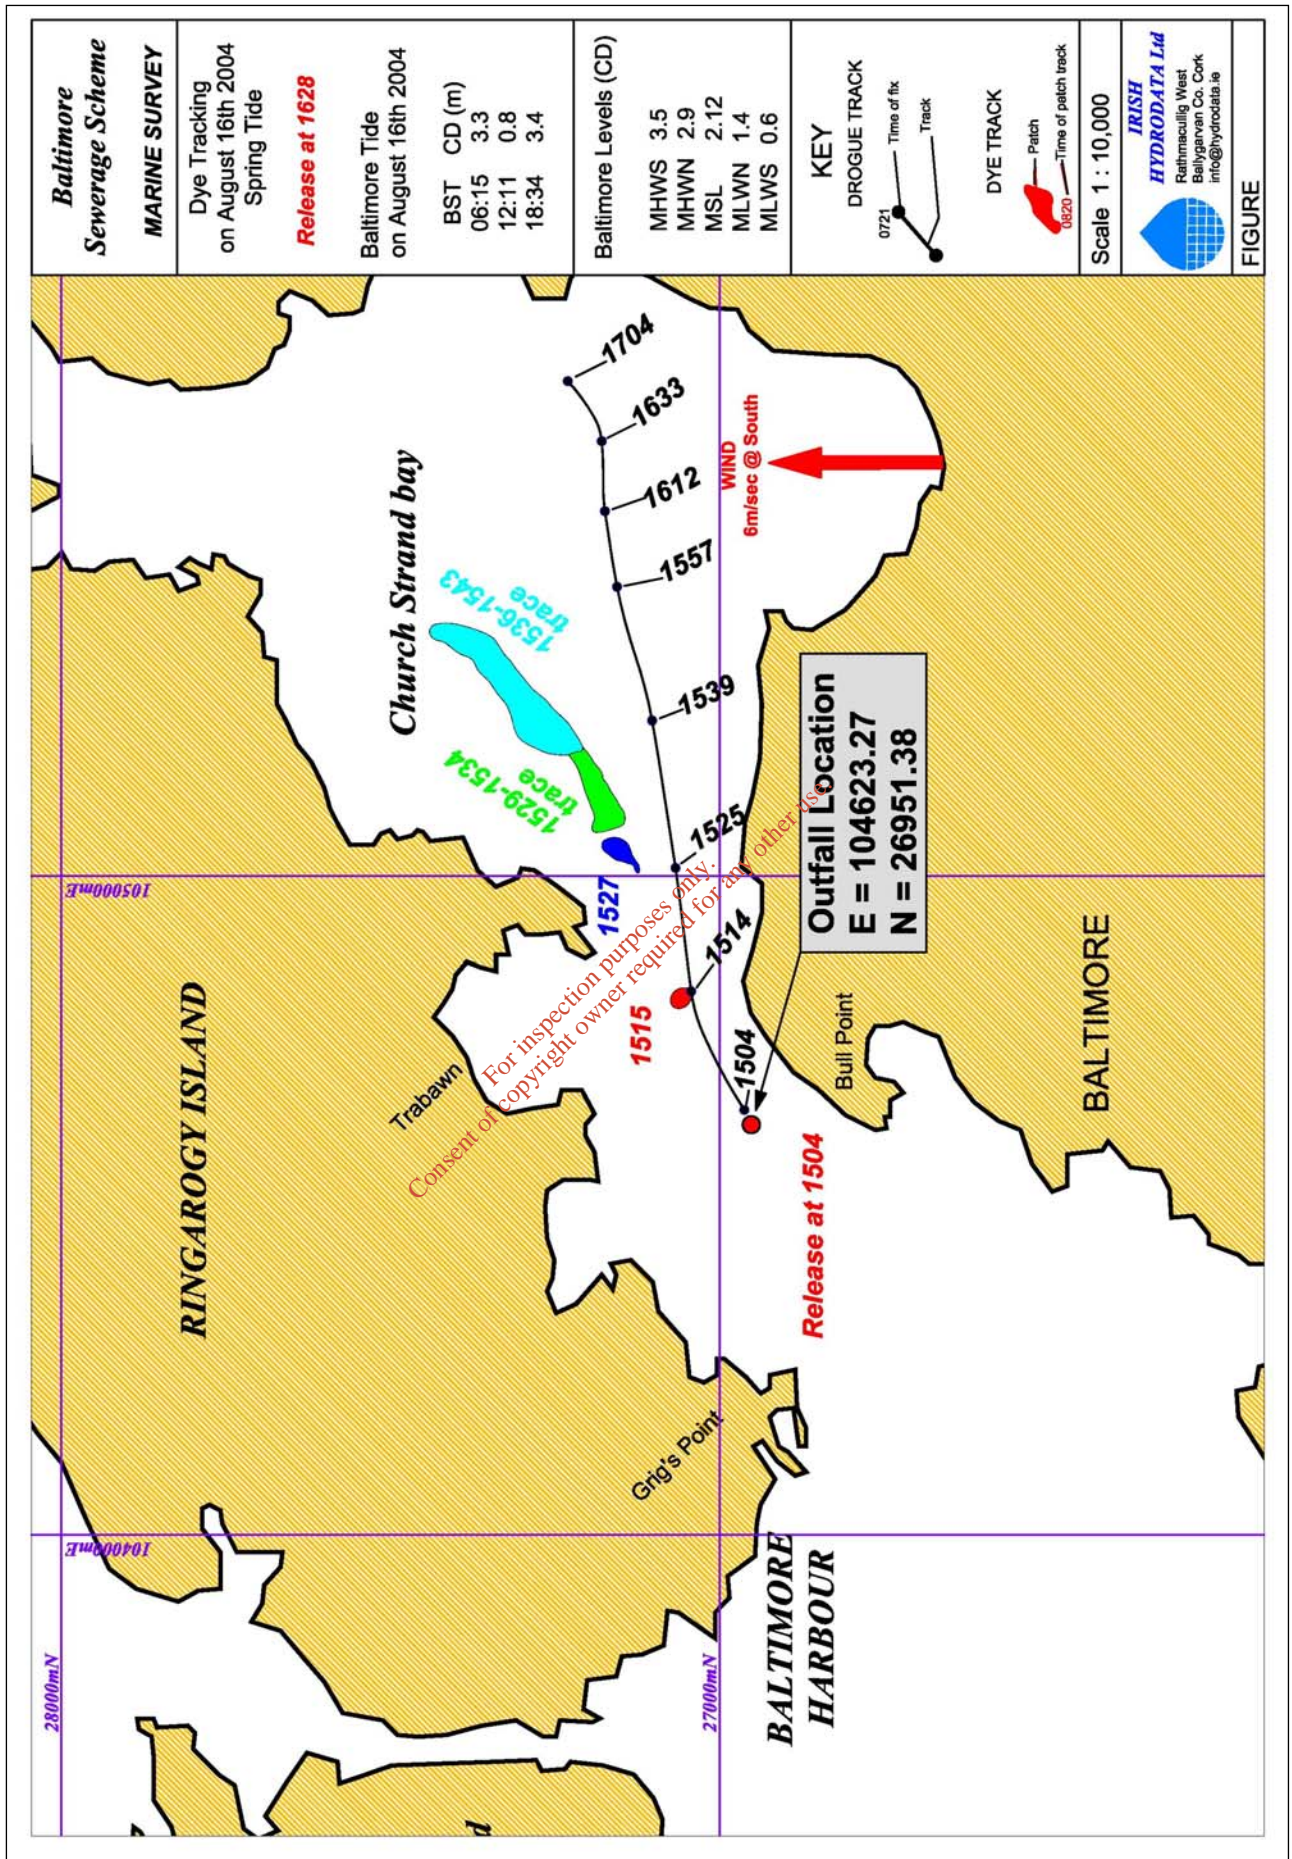 Baltimore
Sewerage Scheme
MARINE SURVEY
Dye Tracking
on August 16th 2004
Spring Tide
Release at 1628
Baltimore Tide
on August 16th 2004
BST CD (m)
06:15 3.3
12:11 0.8
18:34 3.4
Baltimore Levels (CD)
MHWS 3.5
MHWN 2.9
MSL 2.12
MLWN 1.4
MLWS 0.6
KEY
DROGUE TRACK
0721
Time of fix
Track
DYE TRACK
Patch
0820
Time of patch track
Scale 1 : 10,000
IRISH
HYDRODATA Ltd
Rathmacullig West
Ballygarvan Co. Cork
info@hydrodata.ie
FIGURE
28000mN
27000mN
104000mE
105000mE
RINGAROGY ISLAND
Trabawn
Church Strand bay
Grig's Point
BALTIMORE
HARBOUR
Bull Point
BALTIMORE
Release at 1504
1515
1527
1529-1534
trace
1536-1543
trace
1504
1514
1525
1539
1557
1612
1633
1704
WIND
6m/sec @ South
Outfall Location
E = 104623.27
N = 26951.38
For inspection purposes only.
Consent of copyright owner required for any other use.
d